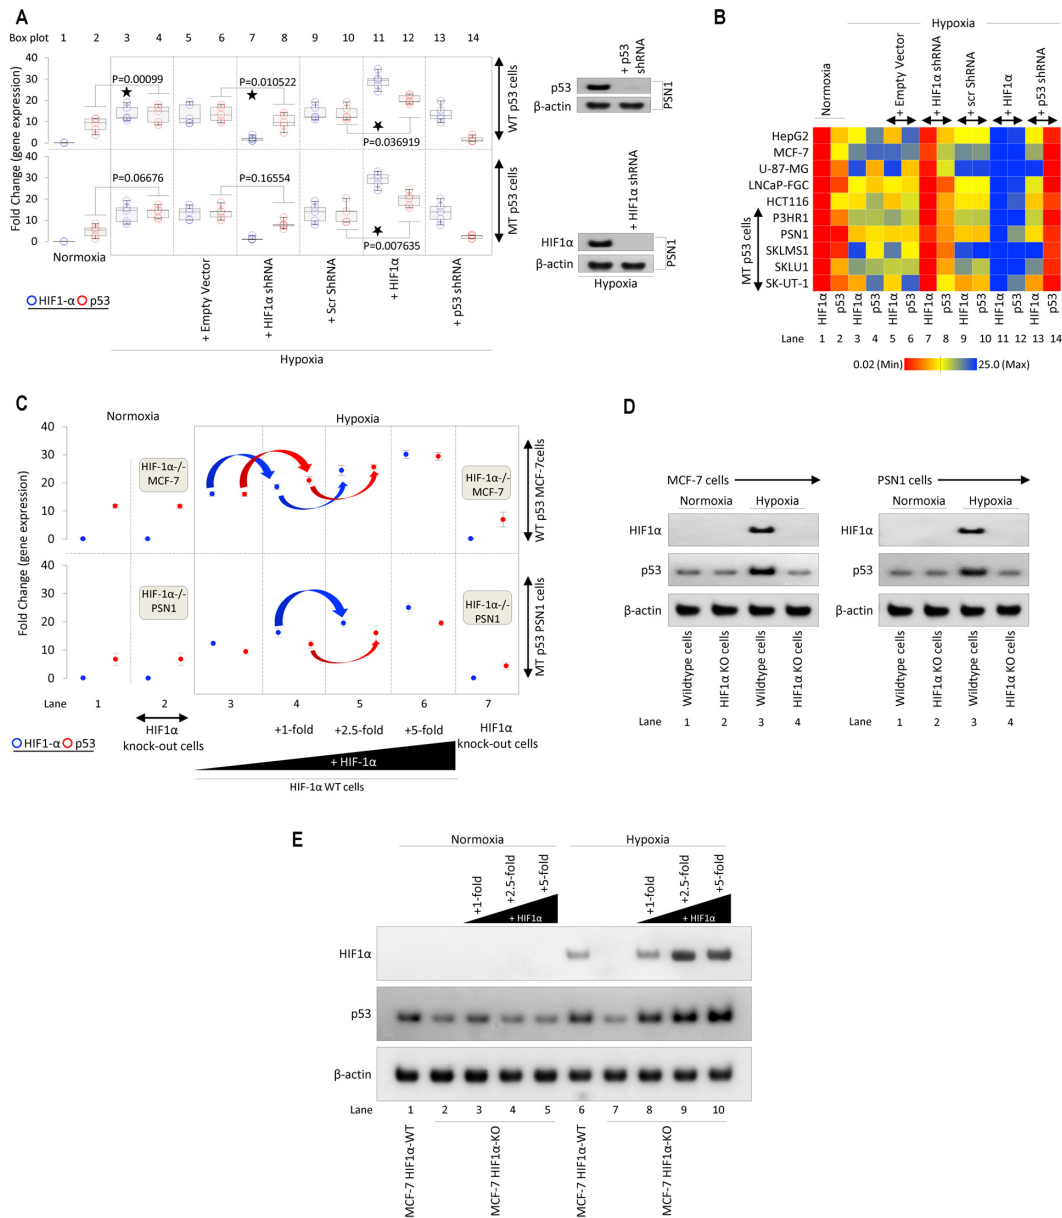 A
Box plot 1 2 3 4 5 6 7 8 9 10 11 12 13 14
Fold Change (gene expression)
40
30
20
10
0
P=0.00099
P=0.010522
P=0.036919
WT p53 cells
40
30
20
10
0
P=0.06676
P=0.16554
P=0.007635
MT p53 cells
Normoxia
+ Empty Vector
+ HIF1α shRNA
+ Scr ShRNA
+ HIF1α
+ p53 shRNA
HIF1-α p53
Hypoxia
+ p53 shRNA
p53
β-actin
PSN1
+ HIF1α shRNA
HIF1α
β-actin
PSN1
Hypoxia
B
Hypoxia
Normoxia
+ Empty Vector
+ HIF1α shRNA
+ scr shRNA
+ HIF1α
+ p53 shRNA
HepG2
MCF-7
U-87-MG
LNCaP-FGC
HCT116
P3HR1
PSN1
SKLMS1
SKLU1
SK-UT-1
MT p53 cells
HIF1α p53 HIF1α p53 HIF1α p53 HIF1α p53 HIF1α p53 HIF1α p53 HIF1α p53
Lane 1 2 3 4 5 6 7 8 9 10 11 12 13 14
0.02 (Min) 25.0 (Max)
C
Normoxia Hypoxia
Fold Change (gene expression)
40
30
20
10
0
HIF-1α-/-
MCF-7
HIF-1α-/-
MCF-7
WT p53 MCF-7cells
40
30
20
10
0
HIF-1α-/-
PSN1
HIF-1α-/-
PSN1
MT p53 PSN1 cells
Lane 1 2 3 4 5 6 7
HIF1α
knock-out cells
+1-fold +2.5-fold +5-fold
HIF1α
knock-out cells
HIF1-α p53
+ HIF-1α
HIF-1α WT cells
D
MCF-7 cells
Normoxia Hypoxia
PSN1 cells
Normoxia Hypoxia
HIF1α
p53
β-actin
HIF1α
p53
β-actin
Wildtype cells
HIF1α KO cells
Wildtype cells
HIF1α KO cells
Wildtype cells
HIF1α KO cells
Wildtype cells
HIF1α KO cells
Lane 1 2 3 4
Lane 1 2 3 4
E
Normoxia Hypoxia
+1-fold
+2.5-fold
+5-fold
+ HIF1α
+1-fold
+2.5-fold
+5-fold
+ HIF1α
HIF1α
p53
β-actin
Lane 1 2 3 4 5 6 7 8 9 10
MCF-7 HIF1α-WT
MCF-7 HIF1α-KO
MCF-7 HIF1α-WT
MCF-7 HIF1α-KO